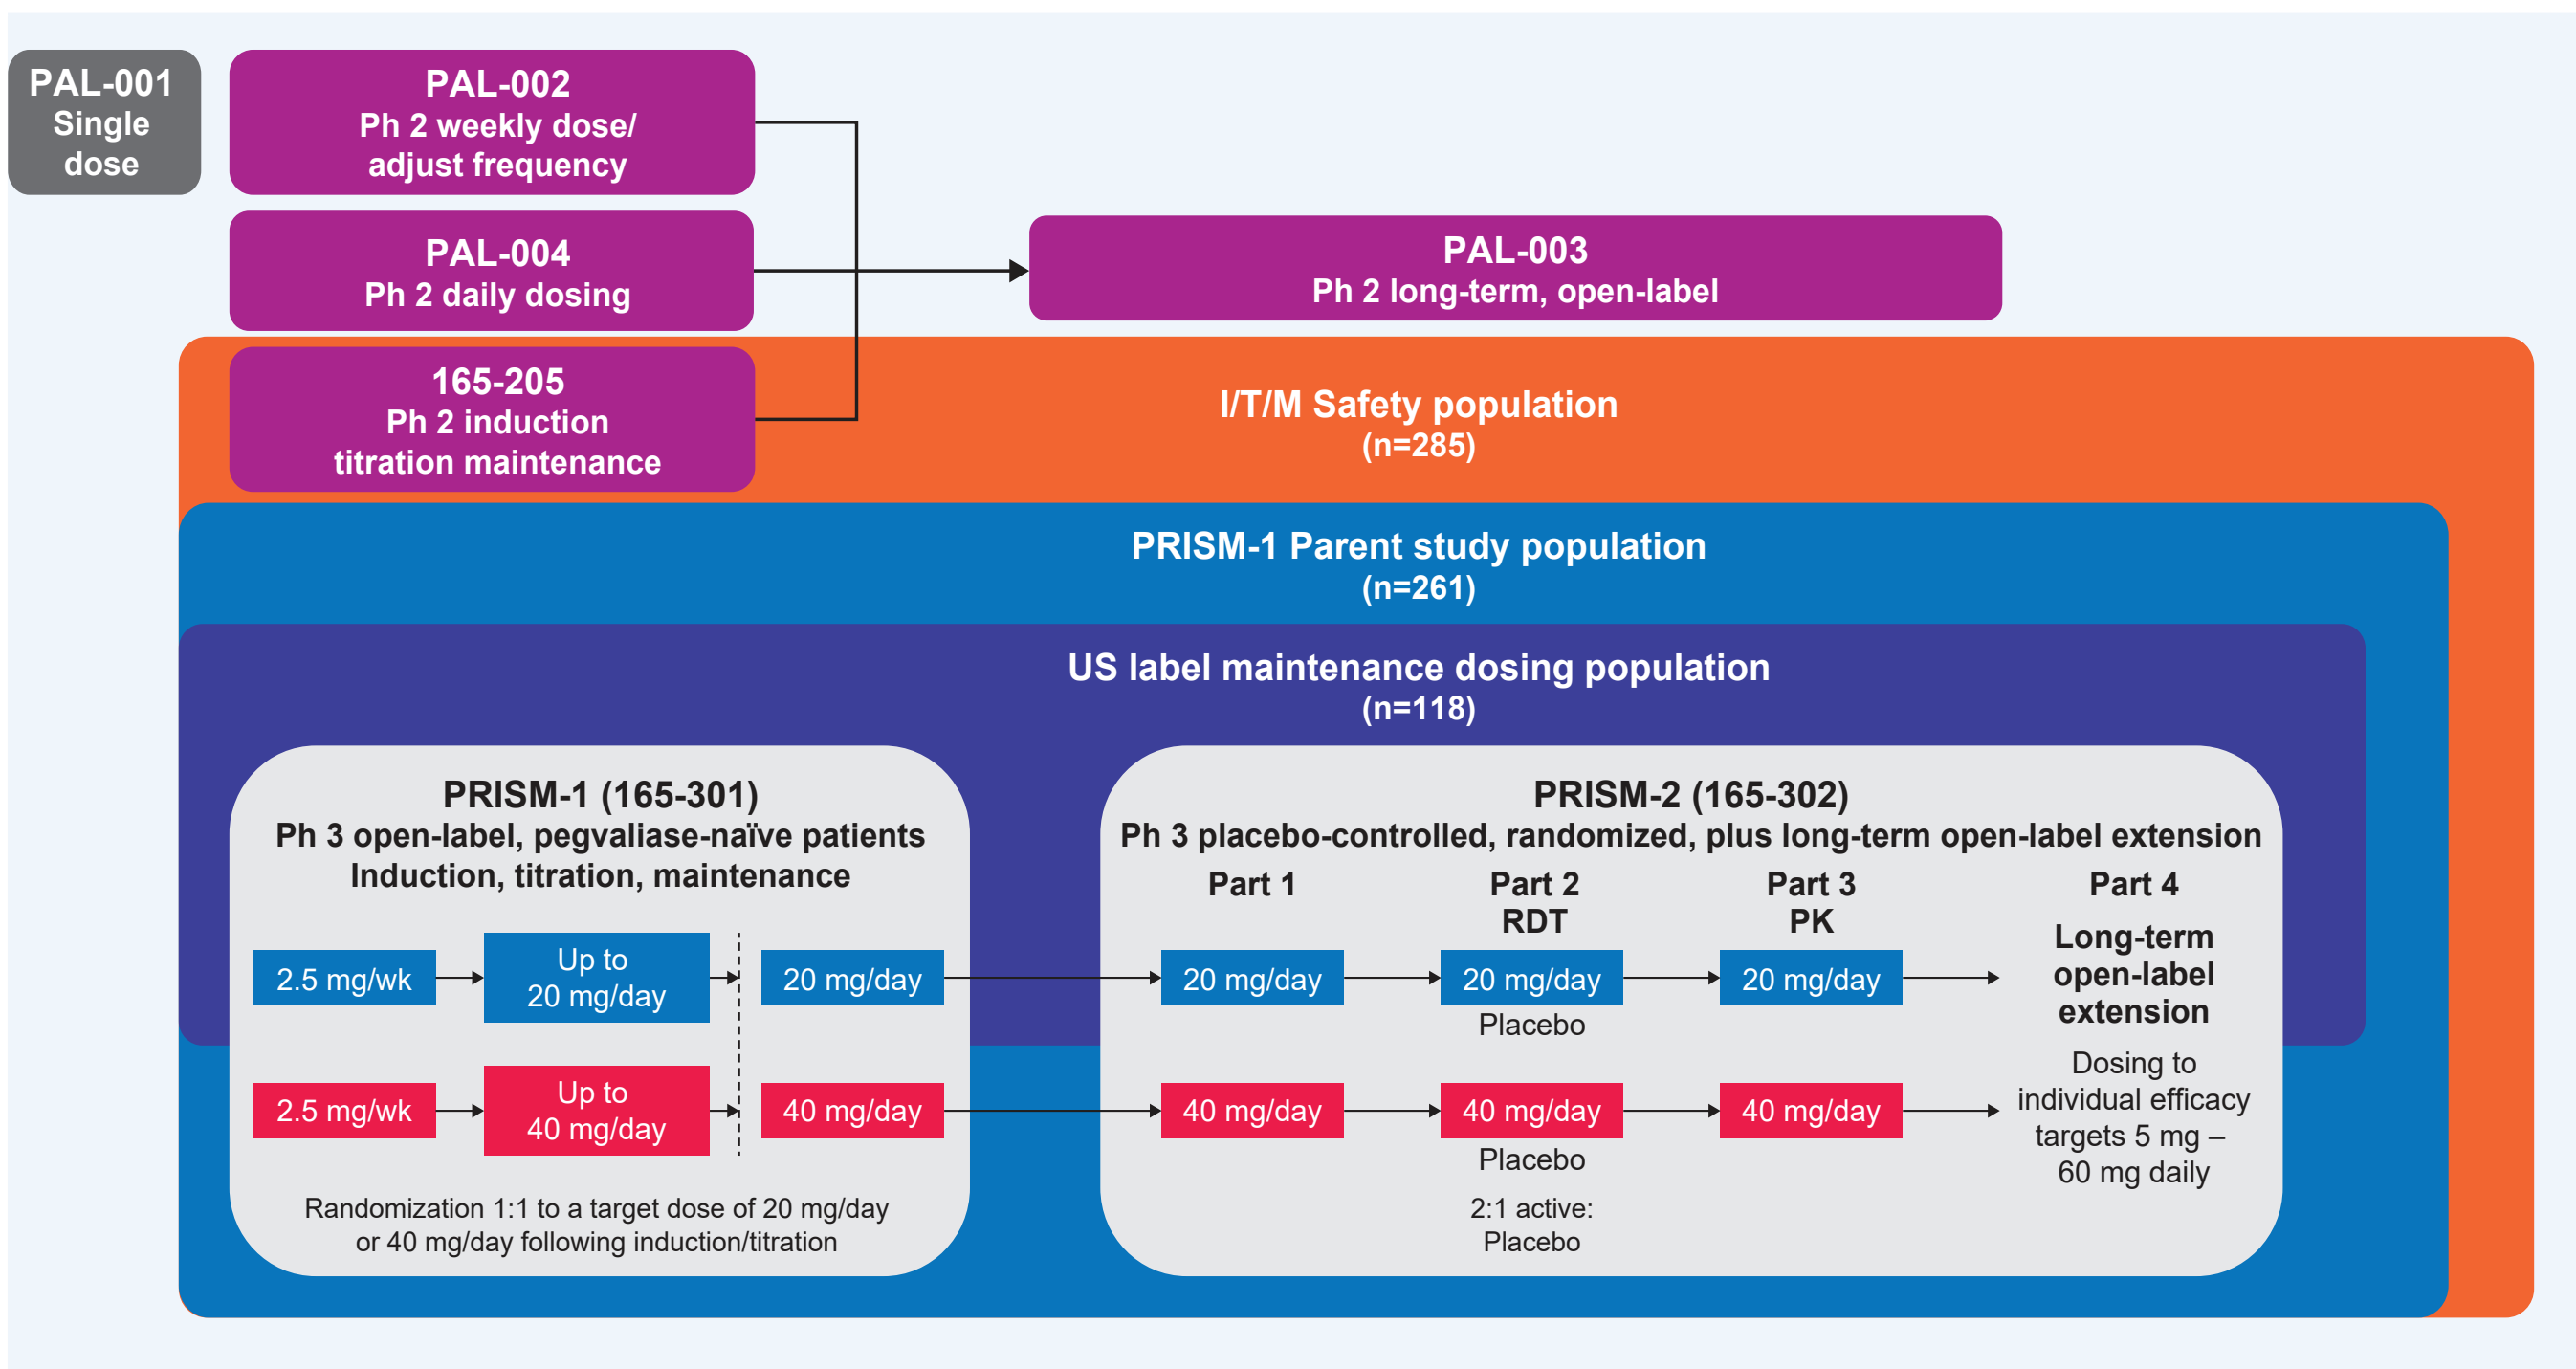 PAL-001
Single
dose
PAL-002
Ph 2 weekly dose/
adjust frequency
PAL-004
Ph 2 daily dosing
PAL-003
Ph 2 long-term, open-label
165-205
Ph 2 induction
titration maintenance
I/T/M Safety population
(n=285)
PRISM-1 Parent study population
(n=261)
US label maintenance dosing population
(n=118)
PRISM-1 (165-301)
Ph 3 open-label, pegvaliase-naïve patients
Induction, titration, maintenance
2.5 mg/wk
Up to
20 mg/day
20 mg/day
2.5 mg/wk
Up to
40 mg/day
40 mg/day
Randomization 1:1 to a target dose of 20 mg/day
or 40 mg/day following induction/titration
PRISM-2 (165-302)
Ph 3 placebo-controlled, randomized, plus long-term open-label extension
Part 1
Part 2
RDT
Part 3
PK
Part 4
20 mg/day
20 mg/day
Placebo
20 mg/day
Long-term
open-label
extension
40 mg/day
40 mg/day
Placebo
40 mg/day
Dosing to
individual efficacy
targets 5 mg –
60 mg daily
2:1 active:
Placebo